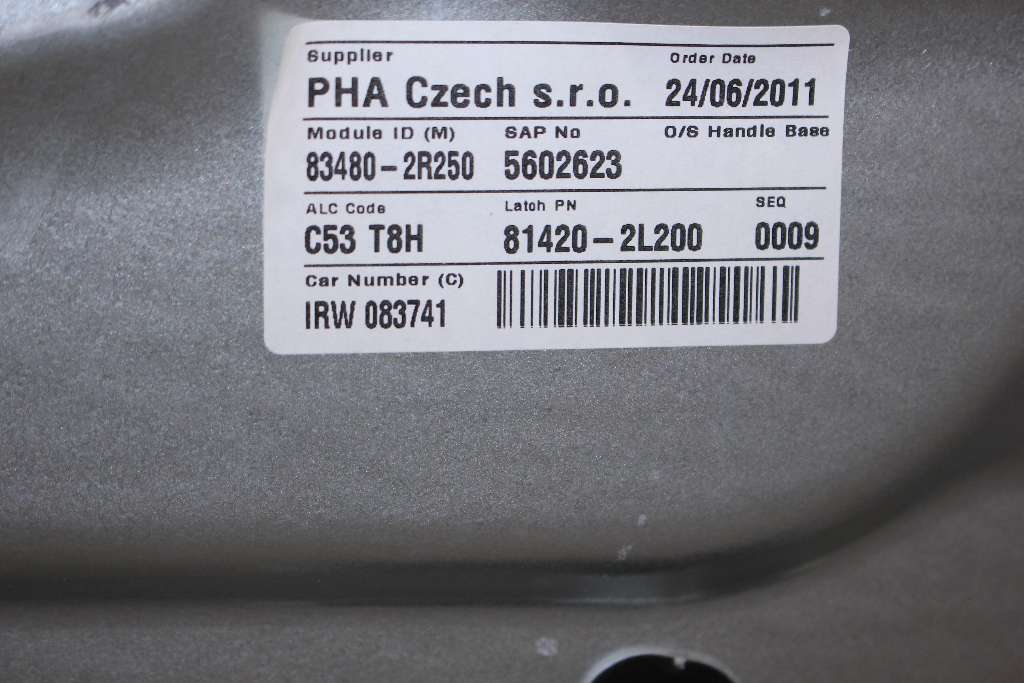 Supplier Order Date
PHA Czech s.r.o. 24/06/2011
Module ID (M) SAP No O/S Handle Base
83480-2R250 5602623
ALC Code Latch PN SEQ
C53 T8H 81420-2L200 0009
Car Number (C)
IRW 083741